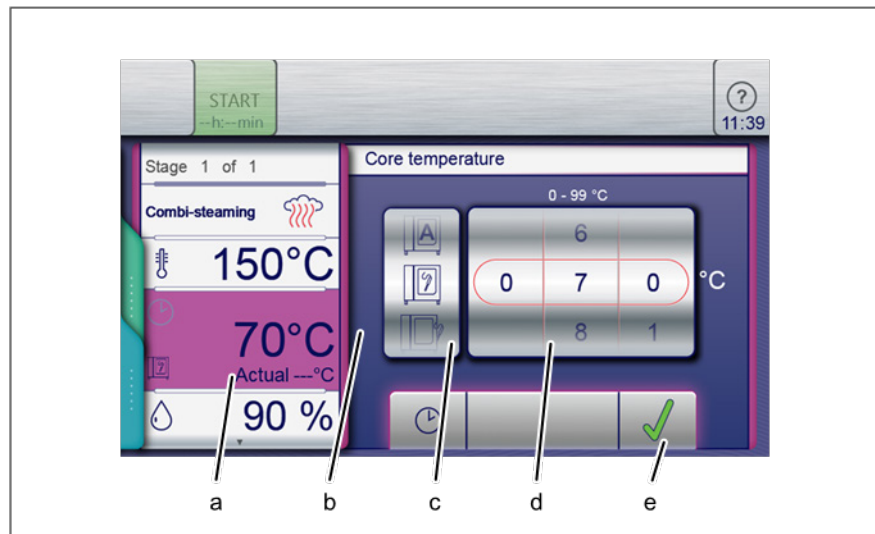 START
--h:--min
?
11:39
Stage 1 of 1
Core temperature
Combi-steaming
0 - 99 °C
A
6
150°C
0 7 0 °C
70°C
8 1
Actual ---°C
90 %
a b c d e